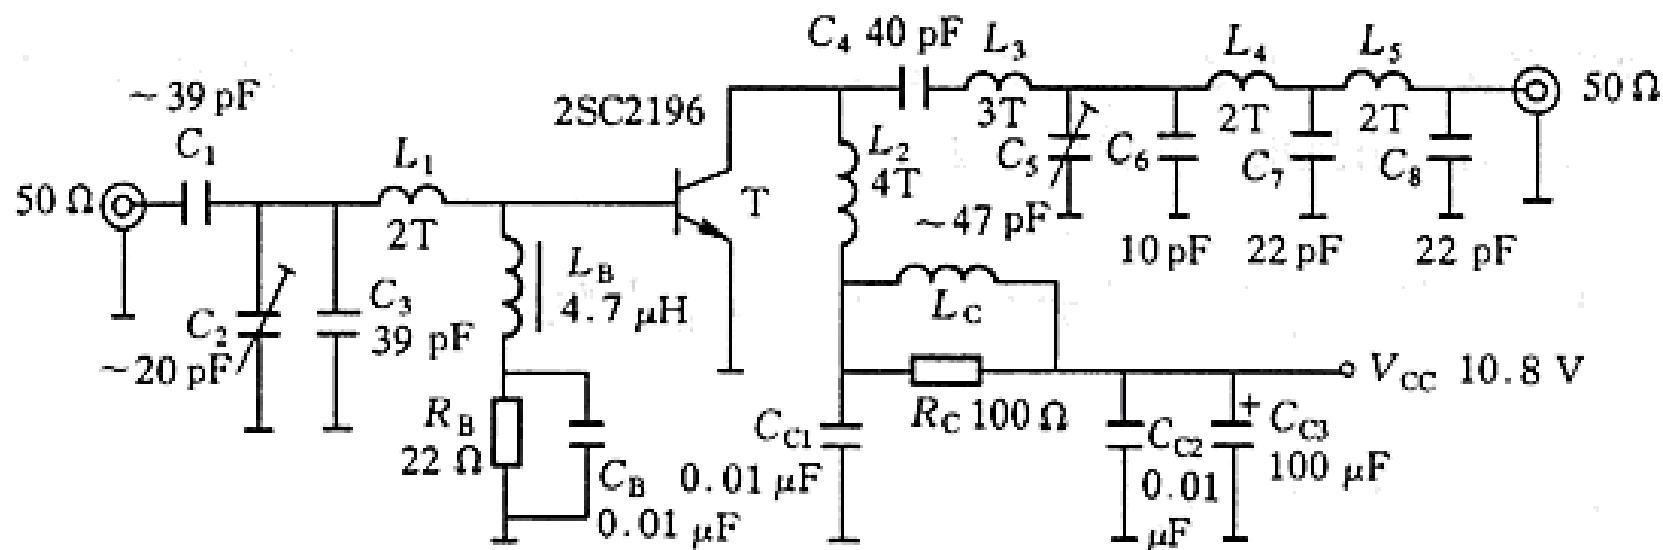 C4 40 pF
L3
L4
L5
~39 pF
2SC2196
50 Ω
C1
3T
2T
2T
L1
L2
C5
C6
C7
C8
50 Ω
4T
T
2T
~47 pF
10 pF
22 pF
22 pF
LB
4.7 μH
LC
C2
C3
39 pF
~20 pF
VCC 10.8 V
RB
22 Ω
CC1
RC 100 Ω
+
CC2
CC3
100 μF
CB
0.01 μF
0.01 μF
0.01
μF